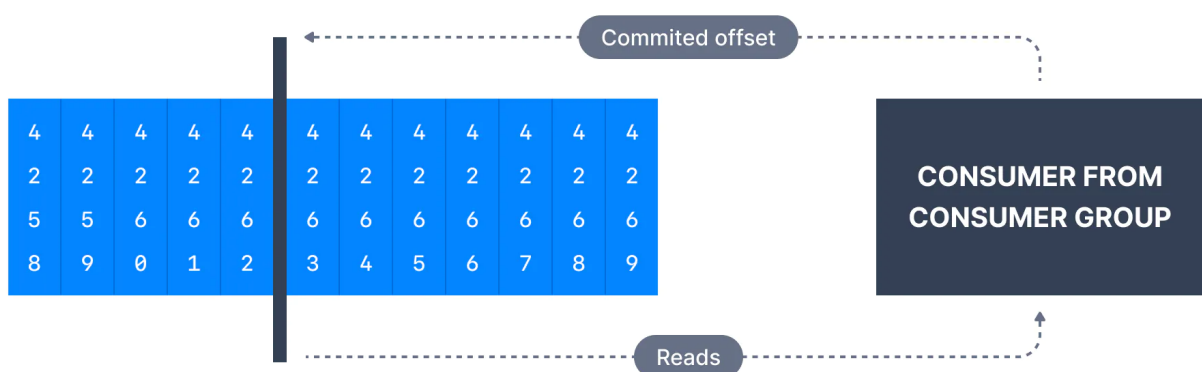 Commited offset
4 4 4 4 4 4 4 4 4 4 4 4
2 2 2 2 2 2 2 2 2 2 2 2
5 5 6 6 6 6 6 6 6 6 6 6
8 9 0 1 2 3 4 5 6 7 8 9
CONSUMER FROM
CONSUMER GROUP
Reads